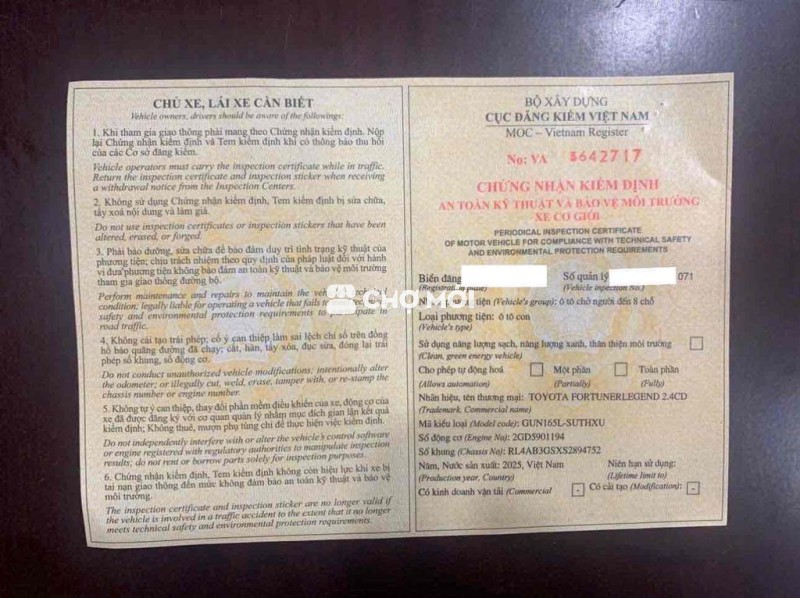 CHỦ XE, LÁI XE CẦN BIẾT
Vehicle owners, drivers should be aware of the followings:
1. Khi tham gia giao thông phải mang theo Chứng nhận kiểm định. Nộp
lại Chứng nhận kiểm định và Tem kiểm định khi có thông báo thu hồi
của các Cơ sở đăng kiểm.
Vehicle operators must carry the inspection certificate while in traffic.
Return the inspection certificate and inspection sticker when receiving
a withdrawal notice from the Inspection Centers.
2. Không sử dụng Chứng nhận kiểm định, Tem kiểm định bị sửa chữa,
tẩy xoá nội dung và làm giả.
Do not use inspection certificates or inspection stickers that have been
altered, erased, or forged.
3. Phải bảo dưỡng, sửa chữa để bảo đảm duy trì tình trạng kỹ thuật của
phương tiện; chịu trách nhiệm theo quy định của pháp luật đối với hành
vi đưa phương tiện không bảo đảm an toàn kỹ thuật và bảo vệ môi trường
tham gia giao thông đường bộ.
Perform maintenance and repairs to maintain the vehicle's technical
condition; legally liable for operating a vehicle that fails to meet technical
safety and environmental protection requirements to participate in
road traffic.
4. Không cải tạo trái phép; cố ý can thiệp làm sai lệch chỉ số trên đồng
hồ báo quãng đường đã chạy; cắt, hàn, tẩy xóa, đục sửa, đóng lại trái
phép số khung, số động cơ.
Do not conduct unauthorized vehicle modifications; intentionally alter
the odometer; or illegally cut, weld, erase, tamper with, or re-stamp the
chassis number or engine number.
5. Không tự ý can thiệp, thay đổi phần mềm điều khiển của xe, động cơ của
xe đã được đăng ký với cơ quan quản lý nhằm mục đích gian lận kết quả
kiểm định; Không thuê, mượn phụ tùng chỉ để thực hiện việc kiểm định.
Do not independently interfere with or alter the vehicle's control software
or engine registered with regulatory authorities to manipulate inspection
results; do not rent or borrow parts solely for inspection purposes.
6. Chứng nhận kiểm định, Tem kiểm định không còn hiệu lực khi xe bị
tai nạn giao thông đến mức không đảm bảo an toàn kỹ thuật và bảo vệ
môi trường.
The inspection certificate and inspection sticker are no longer valid if
the vehicle is involved in a traffic accident to the extent that it no longer
meets technical safety and environmental protection requirements.
BỘ XÂY DỰNG
CỤC ĐĂNG KIỂM VIỆT NAM
MOC – Vietnam Register
No: VA 5642717
CHỨNG NHẬN KIỂM ĐỊNH
AN TOÀN KỸ THUẬT VÀ BẢO VỆ MÔI TRƯỜNG
XE CƠ GIỚI
PERIODICAL INSPECTION CERTIFICATE
OF MOTOR VEHICLE FOR COMPLIANCE WITH TECHNICAL SAFETY
AND ENVIRONMENTAL PROTECTION REQUIREMENTS
Biển đăng Số quản lý 071
(Registration plate) (Vehicle inspection No.)
CHỢ MỚI
tiện (Vehicle's group): ô tô chở người đến 8 chỗ
Loại phương tiện: ô tô con
(Vehicle's type)
Sử dụng năng lượng sạch, năng lượng xanh, thân thiện môi trường
(Clean, green energy vehicle)
Cho phép tự động hoá Một phần Toàn phần
(Allows automation) (Partially) (Fully)
Nhãn hiệu, tên thương mại: TOYOTA FORTUNERLEGEND 2.4CD
(Trademark, Commercial name)
Mã kiểu loại (Model code): GUN165L-SUTHXU
Số động cơ (Engine No): 2GD5901194
Số khung (Chassis No): RL4AB3GSXS2894752
Năm, Nước sản xuất: 2025, Việt Nam Niên hạn sử dụng:
(Production year, Country) (Lifetime limit to)
Có kinh doanh vận tải (Commercial - Có cải tạo (Modification): -